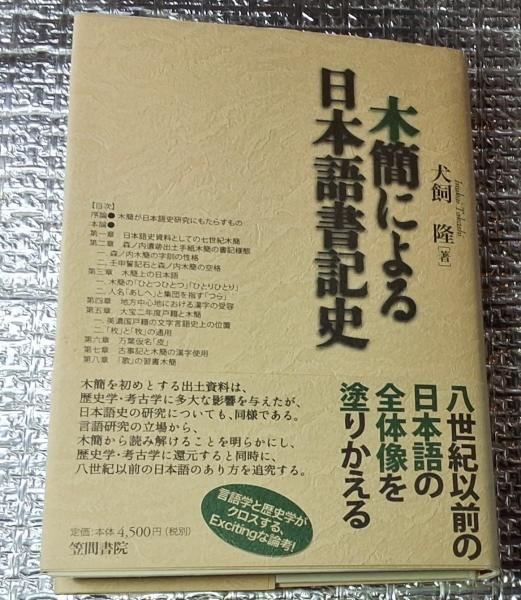 木簡による
日本語書記史
Inukai Takashi
犬飼 隆［著］
【目次】
序論●木簡が日本語史研究にもたらすもの
本論●
第一章 日本語史資料としての七世紀木簡
第二章 森ノ内遺跡出土手紙木簡の書記様態
一.森ノ内木簡の字訓の性格
二.壬申誓記石と森ノ内木簡の空格
第三章 木簡上の日本語
一.木簡の「ひとつひとつ」「ひとりひとり」
二.人名「あしへ」と集団を指す「つら」
第四章 地方中心地における漢字の受容
第五章 大宝二年度戸籍と木簡
一.美濃国戸籍の文字言語史上の位置
二.「枚」と「牧」の通用
第六章 万葉仮名「皮」
第七章 古事記と木簡の漢字使用
第八章 「歌」の習書木簡
八世紀以前の
日本語の
全体像を
塗りかえる
木簡を初めとする出土資料は、
歴史学・考古学に多大な影響を与えたが、
日本語史の研究についても、同様である。
言語研究の立場から、
木簡から読み解けることを明らかにし、
歴史学・考古学に還元すると同時に、
八世紀以前の日本語のあり方を追究する。
言語学と歴史学が
クロスする、
Excitingな論考!
定価:本体4,500円(税別)
笠間書院